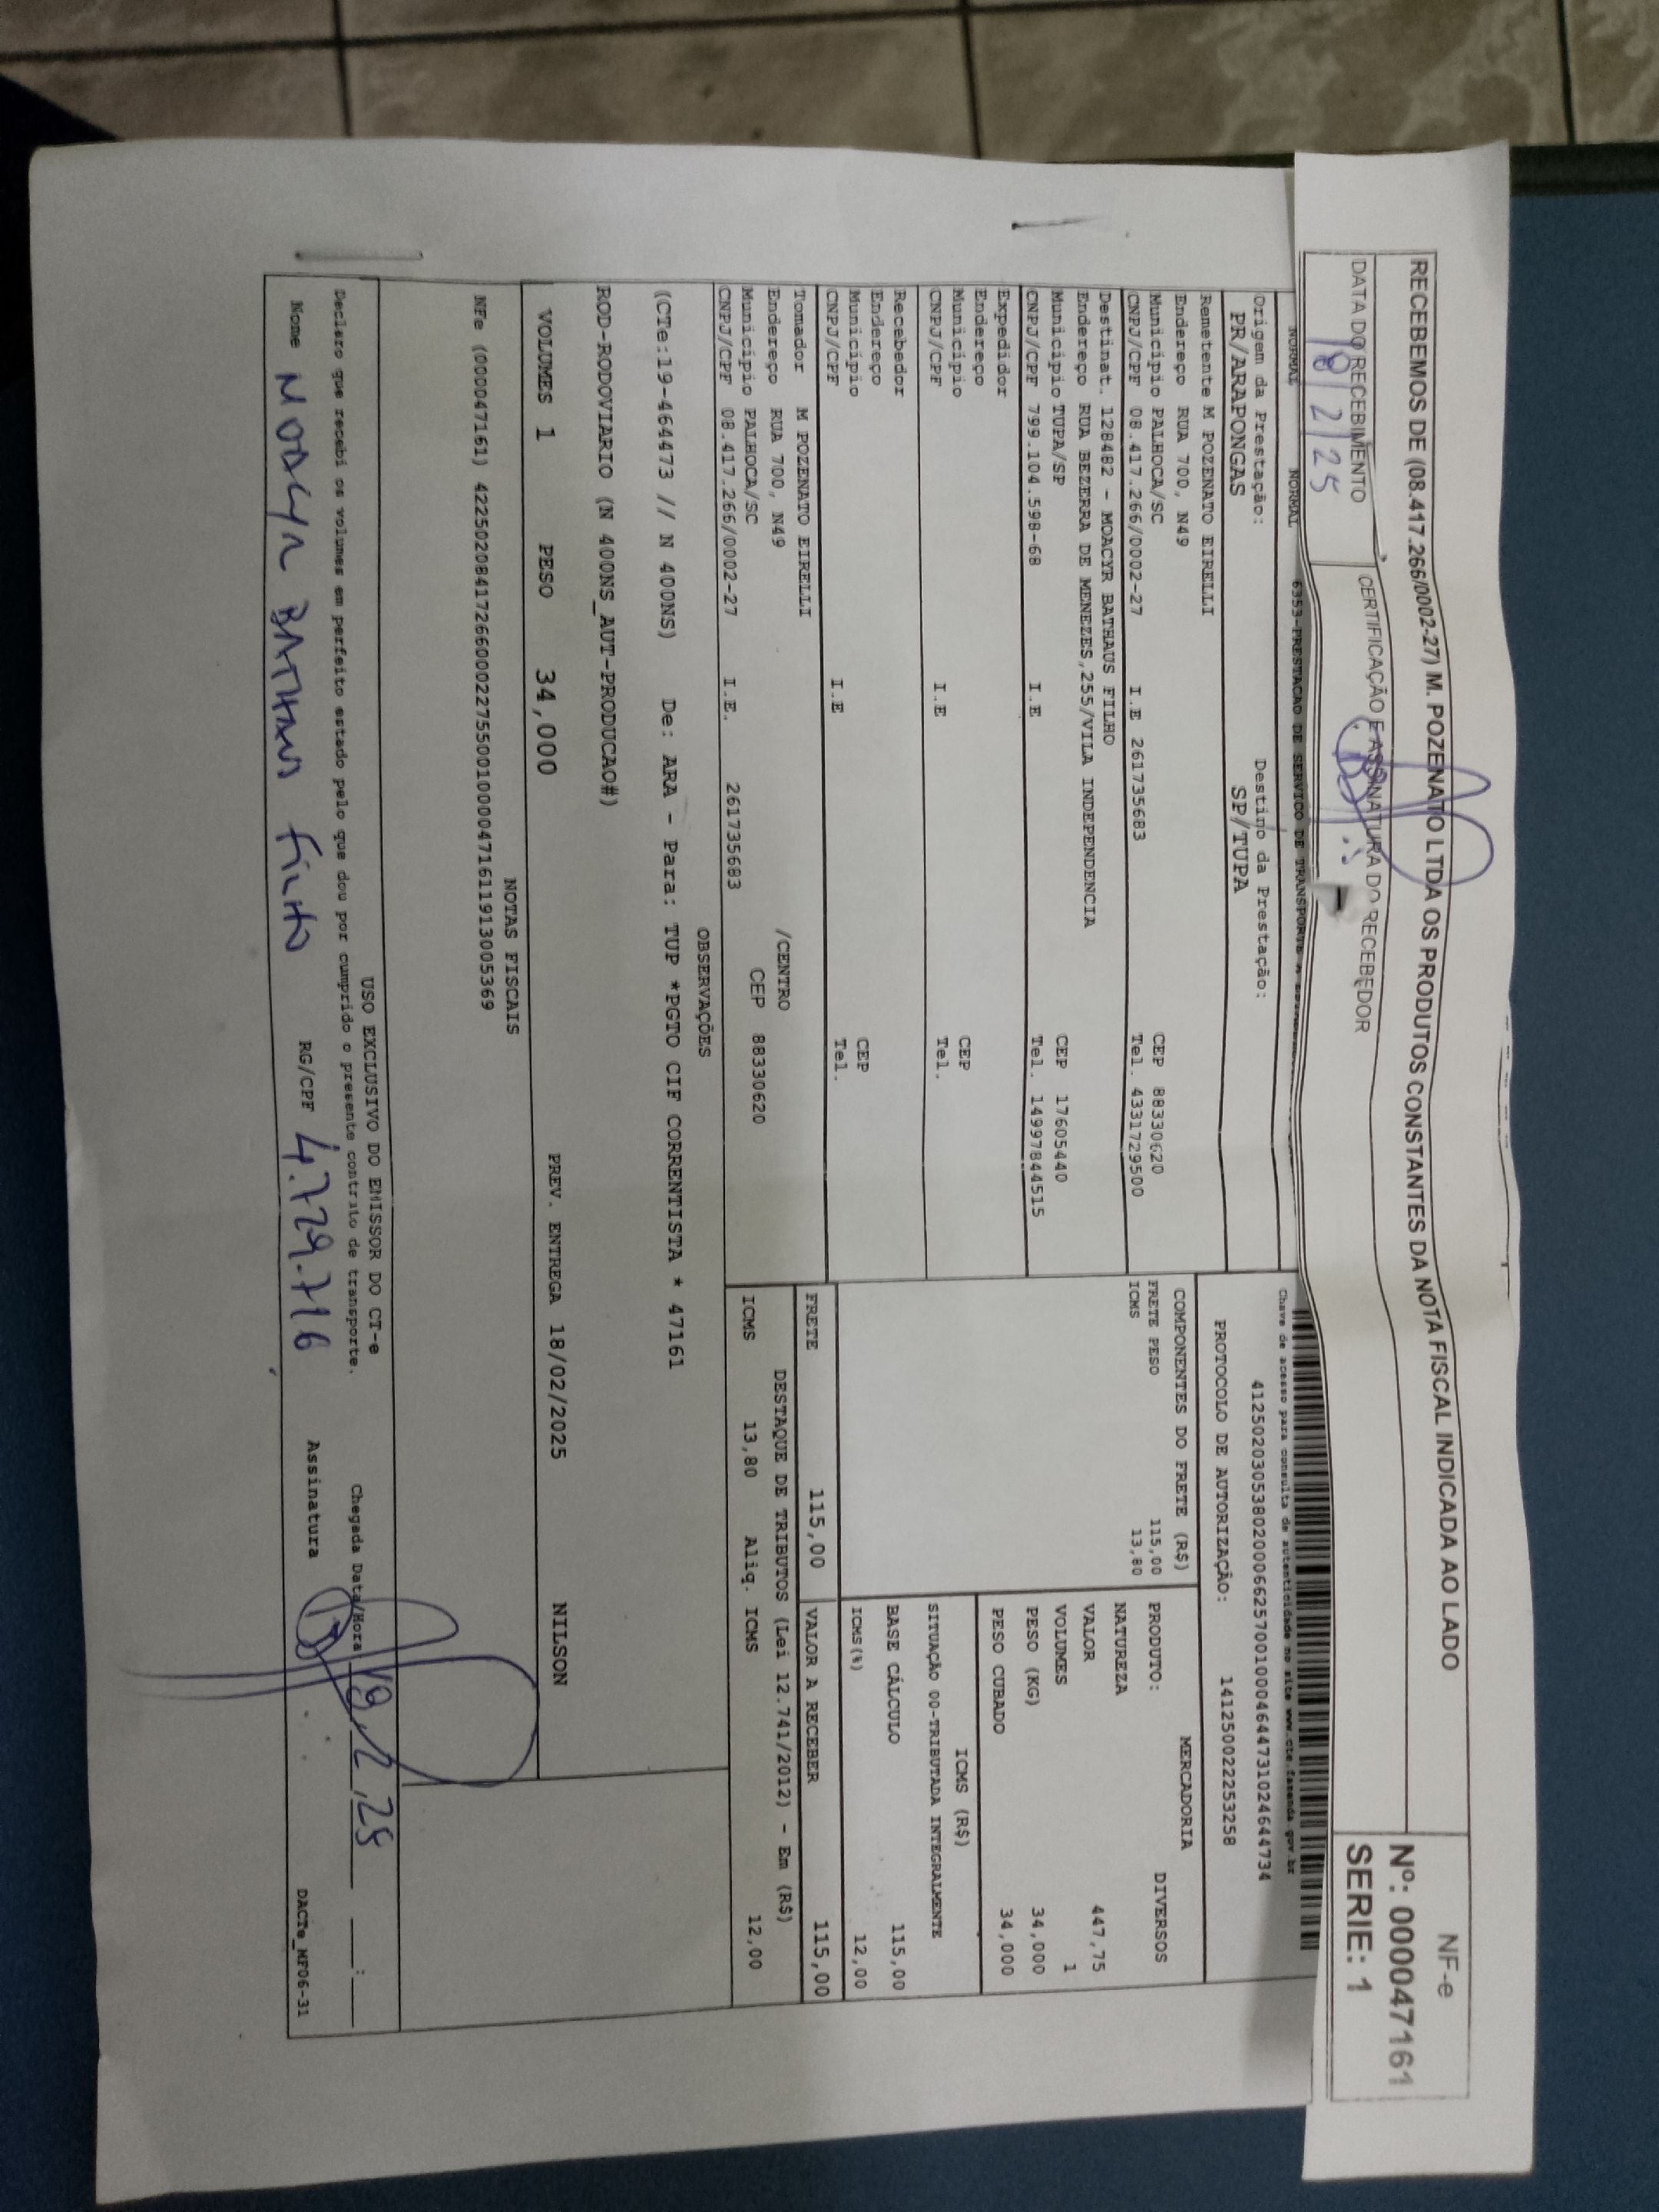 RECEBEMOS DE (08.417.266/0002-27) M. POZENATO LTDA OS PRODUTOS CONSTANTES DA NOTA FISCAL INDICADA AO LADO
DATA DO RECEBIMENTO
18/2/25
CERTIFICAÇÃO E ASSINATURA DO RECEBEDOR
NF-e
Nº: 000047161
SERIE: 1
NORMAL NORMAL 6353-PRESTACAO DE SERVICO DE TRANSPORTE A
Origem da Prestação: Destino da Prestação:
PR/ARAPONGAS SP/TUPA
Chave de acesso para consulta de autenticidade no site www.cte.fazenda.gov.br
PROTOCOLO DE AUTORIZAÇÃO: 141250022253258
Remetente M POZENATO EIRELLI
Endereço RUA 700, N49
Município PALHOCA/SC CEP 88330620
CNPJ/CPF 08.417.266/0002-27 I.E 261735683 Tel. 4331729500
Destinat. 128482 - MOACYR BATHAUS FILHO
Endereço RUA BEZERRA DE MENEZES,255/VILA INDEPENDENCIA
Município TUPA/SP CEP 17605440
CNPJ/CPF 799.104.598-68 I.E Tel. 14997844515
Expedidor
Endereço
Município CEP
CNPJ/CPF I.E Tel.
Recebedor
Endereço
Município CEP
CNPJ/CPF I.E Tel.
Tomador M POZENATO EIRELLI
Endereço RUA 700, N49 /CENTRO
Município PALHOCA/SC CEP 88330620
CNPJ/CPF 08.417.266/0002-27 I.E. 261735683
COMPONENTES DO FRETE (R$)
FRETE PESO 115,00
ICMS 13,80
MERCADORIA
PRODUTO: DIVERSOS
NATUREZA
VALOR 447,75
VOLUMES 1
PESO (KG) 34,000
PESO CUBADO 34,000
ICMS (R$)
SITUAÇÃO 00-TRIBUTADA INTEGRALMENTE
BASE CÁLCULO 115,00
ICMS(%) 12,00
FRETE 115,00 VALOR A RECEBER 115,00
DESTAQUE DE TRIBUTOS (Lei 12.741/2012) - Em (R$)
ICMS 13,80 Aliq. ICMS 12,00
OBSERVAÇÕES
(CTe:19-464473 // N 400NS) De: ARA - Para: TUP *PGTO CIF CORRENTISTA * 47161
ROD-RODOVIARIO (N 400NS_AUT-PRODUCAO#)
VOLUMES 1 PESO 34,000 PREV. ENTREGA 18/02/2025 NILSON
NOTAS FISCAIS
NFe (000047161) 42250208417266000227550010000471611913005369
USO EXCLUSIVO DO EMISSOR DO CT-e
Declaro que recebi os volumes em perfeito estado pelo que dou por cumprido o presente contrato de transporte.
Chegada Data/Hora 18/2/25 :
Nome MOACYR BATHAUS FILHO RG/CPF 4.729.716 Assinatura
DACTe_MF06-31